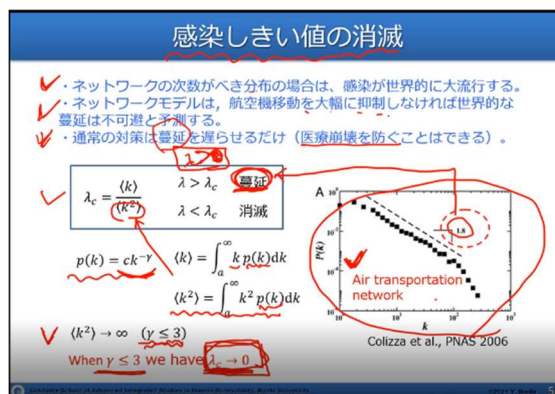 感染しきい値の消滅
・ネットワークの次数がべき分布の場合は、感染が世界的に大流行する。
・ネットワークモデルは，航空機移動を大幅に抑制しなければ世界的な
蔓延は不可避と予測する。
・通常の対策は蔓延を遅らせるだけ（医療崩壊を防ぐことはできる）。
λ_c = ⟨k⟩/⟨k²⟩
λ > λ_c 蔓延
λ < λ_c 消滅
p(k) = ck^{-γ}
⟨k⟩ = ∫_a^∞ k p(k)dk
⟨k²⟩ = ∫_a^∞ k² p(k)dk
⟨k²⟩ → ∞ (γ ≤ 3)
When γ ≤ 3 we have λ_c → 0
A
P(k)
10⁰
10⁻²
10⁻⁴
1.8
Air transportation
network
10⁰
10²
k
Colizza et al., PNAS 2006